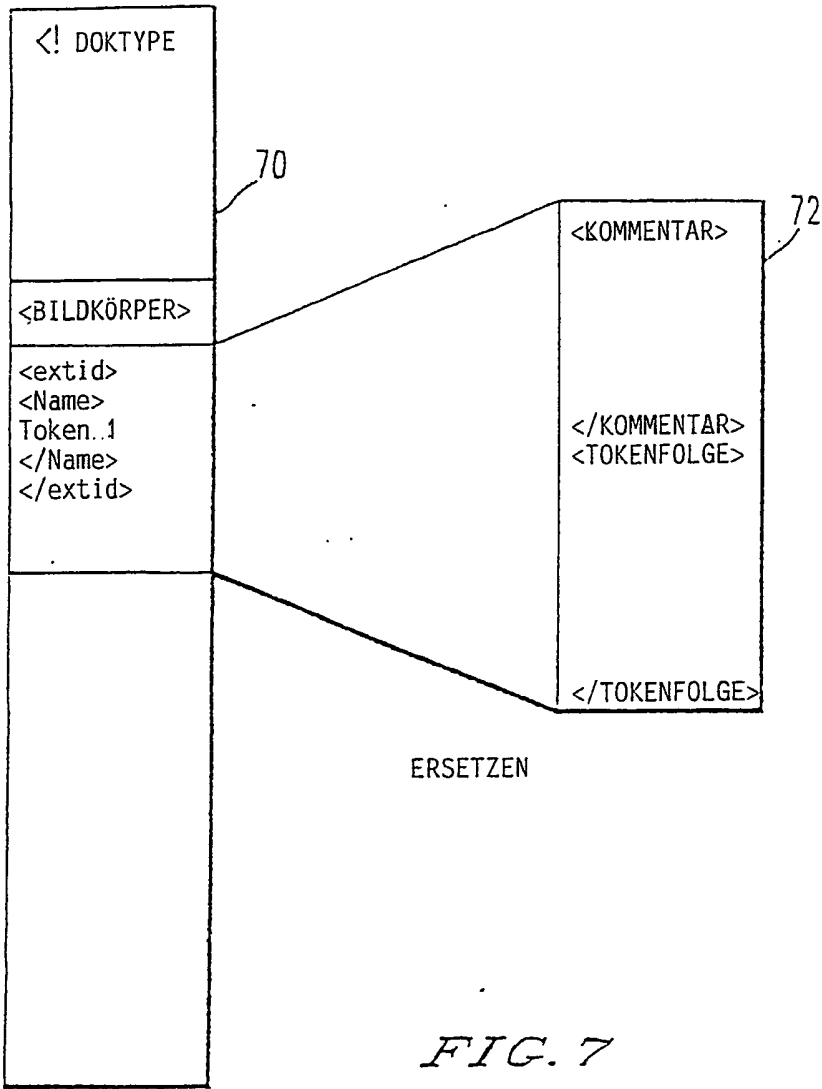 <! DOKTYPE
70
<BILDKÖRPER>
<extid>
<Name>
Token..1
</Name>
</extid>
72
<KOMMENTAR>
</KOMMENTAR>
<TOKENFOLGE>
</TOKENFOLGE>
ERSETZEN
FIG. 7